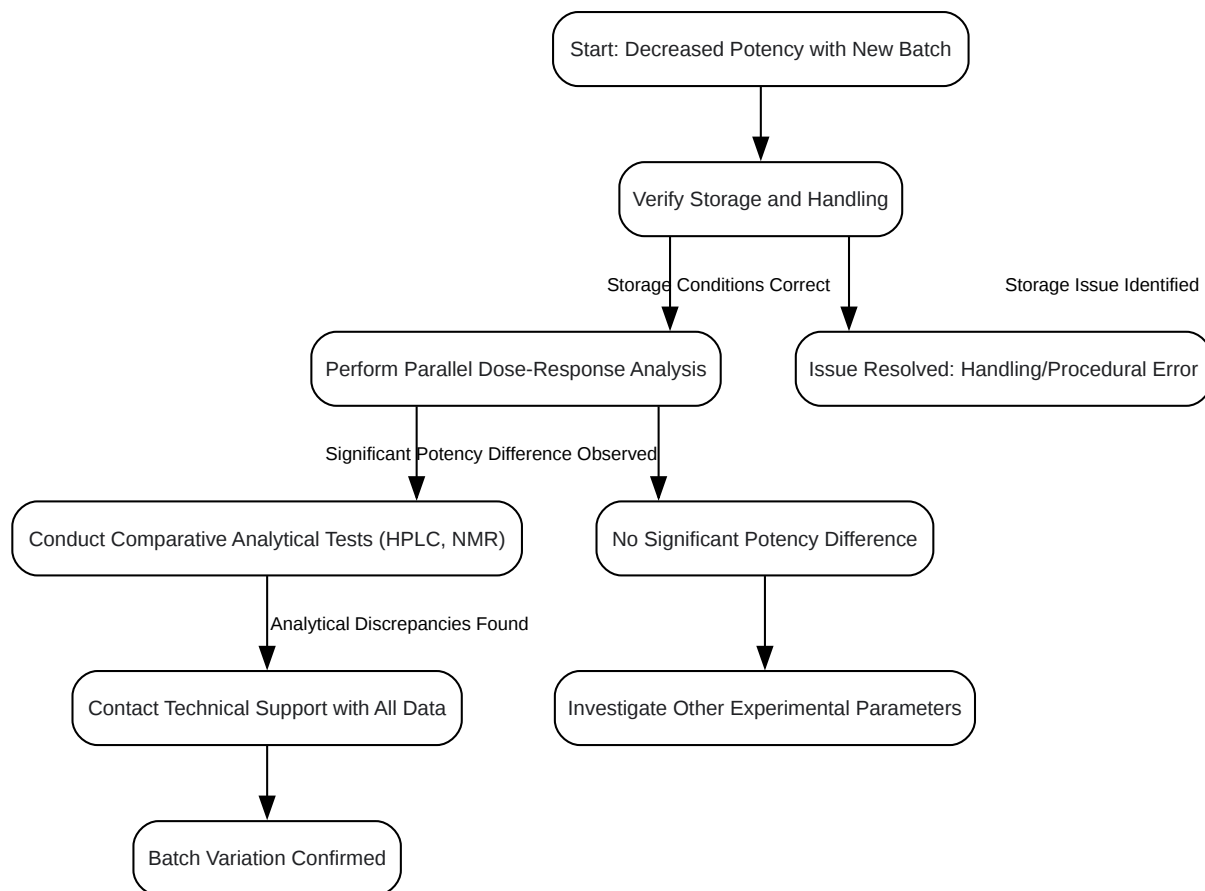 Start: Decreased Potency with New Batch
Verify Storage and Handling
Storage Conditions Correct
Storage Issue Identified
Perform Parallel Dose-Response Analysis
Issue Resolved: Handling/Procedural Error
Significant Potency Difference Observed
Conduct Comparative Analytical Tests (HPLC, NMR)
No Significant Potency Difference
Analytical Discrepancies Found
Contact Technical Support with All Data
Investigate Other Experimental Parameters
Batch Variation Confirmed